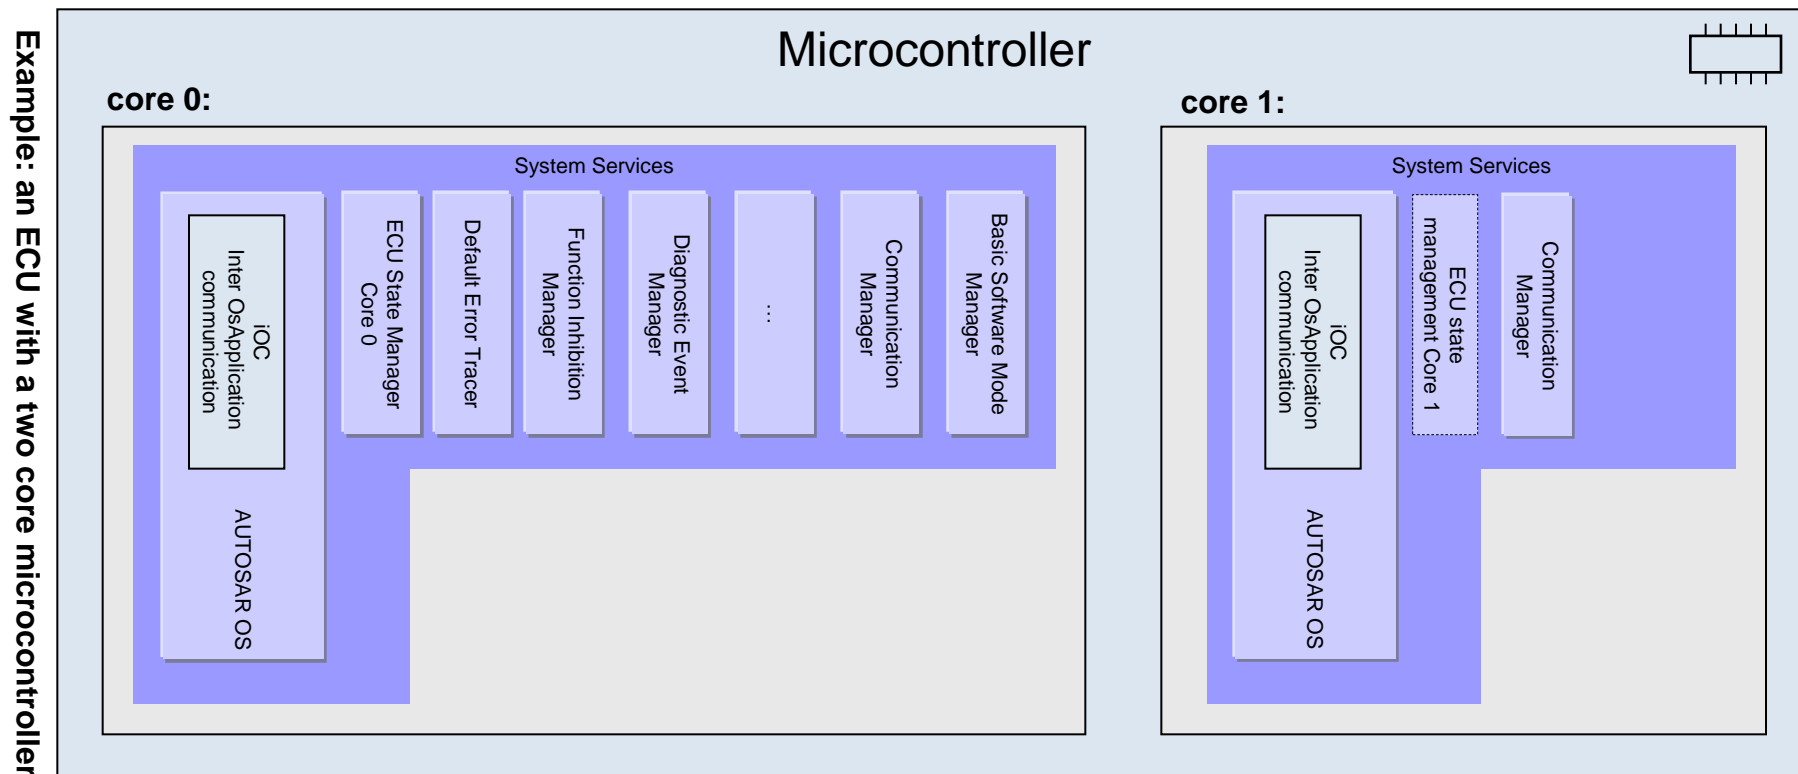 Example: an ECU with a two core microcontroller
Microcontroller
core 0:
System Services
iOC
Inter OsApplication
communication
AUTOSAR OS
ECU State Manager
Core 0
Default Error Tracer
Function Inhibition
Manager
Diagnostic Event
Manager
...
Communication
Manager
Basic Software Mode
Manager
core 1:
System Services
iOC
Inter OsApplication
communication
AUTOSAR OS
ECU state
management Core 1
Communication
Manager